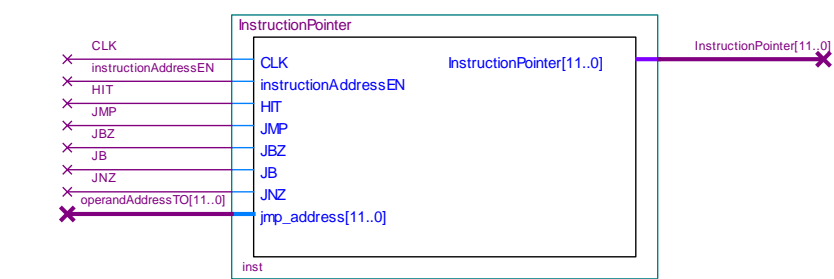 InstructionPointer
CLK
instructionAddressEN
HIT
JMP
JBZ
JB
JNZ
operandAddressTO[11..0]
CLK
instructionAddressEN
HIT
JMP
JBZ
JB
JNZ
jmp_address[11..0]
InstructionPointer[11..0]
InstructionPointer[11..0]
inst